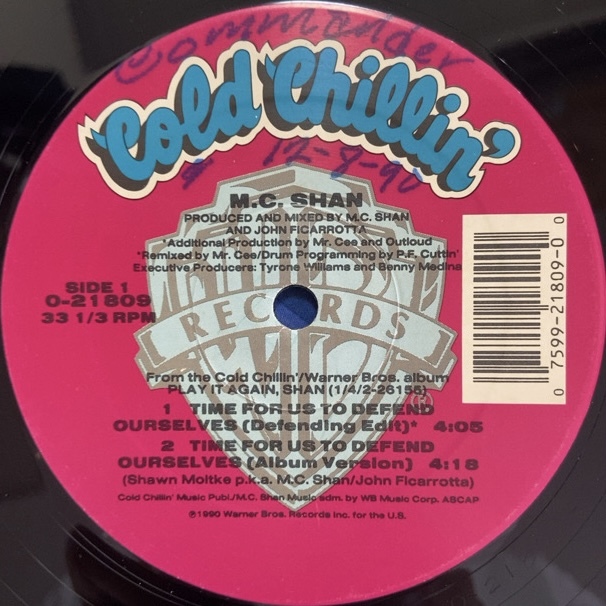 Commander
Cold Chillin'
12-7-90
M.C. SHAN
PRODUCED AND MIXED BY M.C. SHAN
AND JOHN FICARROTTA
*Additional Production by Mr. Cee and Outloud
*Remixed by Mr. Cee/Drum Programming by P.F. Cuttin'
Executive Producers: Tyrone Williams and Benny Medina
SIDE 1
0-21809
33 1/3 RPM
RECORDS
0 7599-21809-0 0
From the Cold Chillin'/Warner Bros. album
PLAY IT AGAIN, SHAN (1/4/2-26155)
®
1 TIME FOR US TO DEFEND
OURSELVES (Defending Edit)* 4:05
2 TIME FOR US TO DEFEND
OURSELVES (Album Version) 4:18
(Shawn Moltke p.k.a. M.C. Shan/John Ficarrotta)
Cold Chillin' Music Publ./M.C. Shan Music adm. by WB Music Corp. ASCAP
℗1990 Warner Bros. Records Inc. for the U.S.